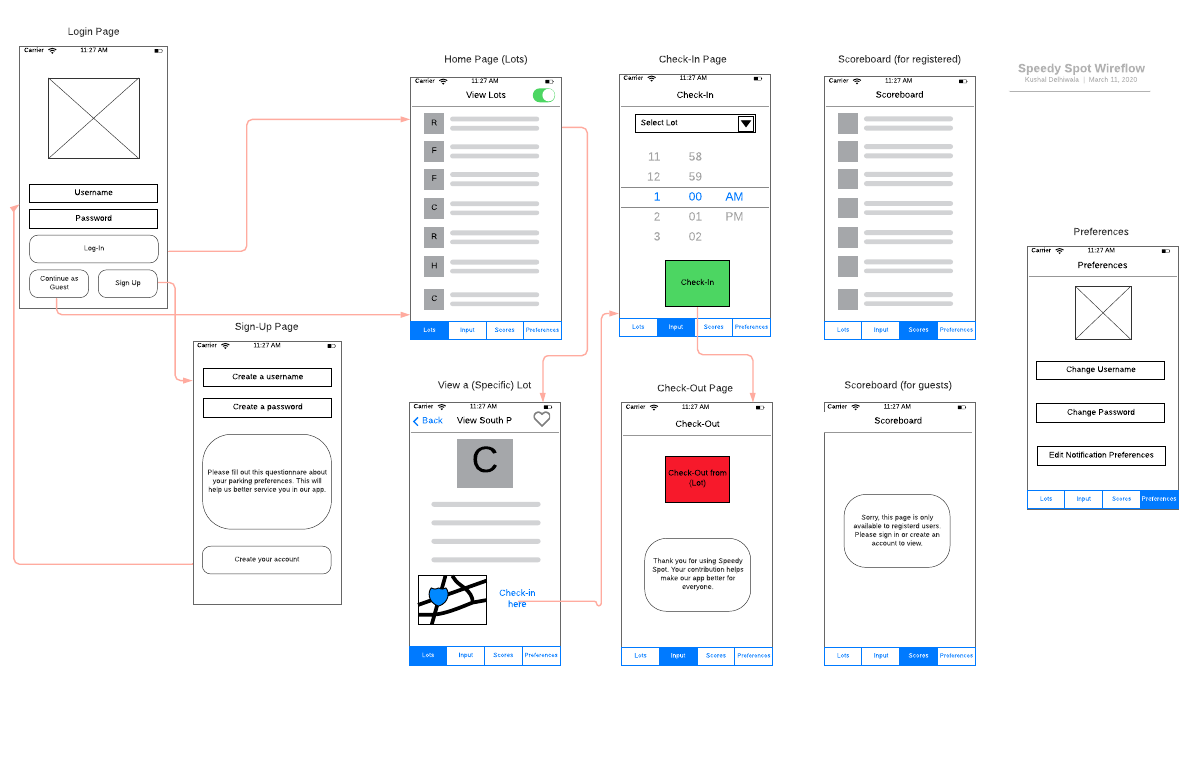 Login Page
Carrier 11:27 AM
Username
Password
Log-In
Continue as
Guest
Sign Up
Sign-Up Page
Carrier 11:27 AM
Create a username
Create a password
Please fill out this questionnare about
your parking preferences. This will
help us better service you in our app.
Create your account
Home Page (Lots)
Carrier 11:27 AM
View Lots
R
F
F
C
R
H
C
Lots Input Scores Preferences
View a (Specific) Lot
Carrier 11:27 AM
Back View South P
C
Check-in
here
Lots Input Scores Preferences
Check-In Page
Carrier 11:27 AM
Check-In
Select Lot
11 58
12 59
1 00 AM
2 01 PM
3 02
Check-In
Lots Input Scores Preferences
Check-Out Page
Carrier 11:27 AM
Check-Out
Check-Out from
(Lot)
Thank you for using Speedy
Spot. Your contribution helps
make our app better for
everyone.
Lots Input Scores Preferences
Scoreboard (for registered)
Carrier 11:27 AM
Scoreboard
Lots Input Scores Preferences
Scoreboard (for guests)
Carrier 11:27 AM
Scoreboard
Sorry, this page is only
available to registerd users.
Please sign in or create an
account to view.
Lots Input Scores Preferences
Speedy Spot Wireflow
Kushal Delhiwala | March 11, 2020
Preferences
Carrier 11:27 AM
Preferences
Change Username
Change Password
Edit Notification Preferences
Lots Input Scores Preferences